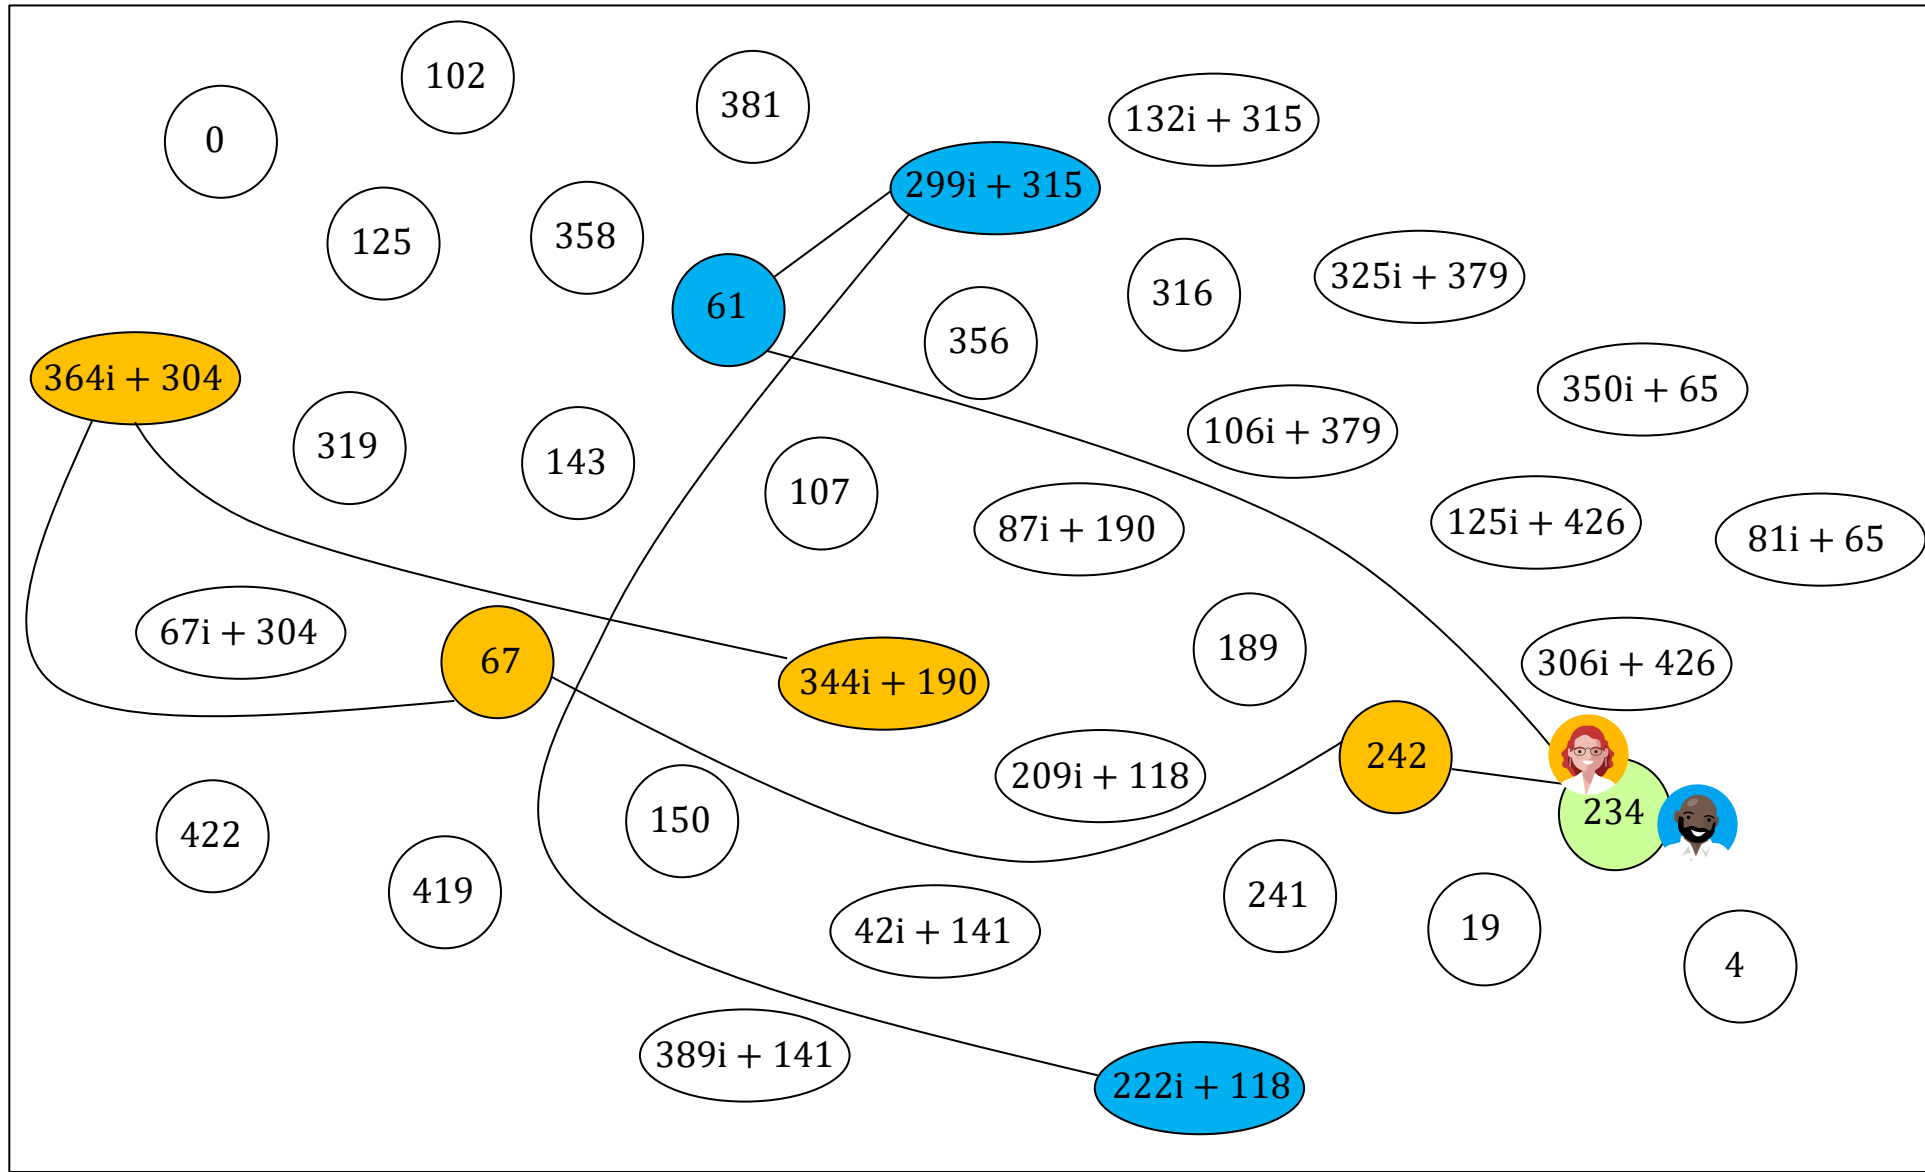 102
381
132i + 315
0
299i + 315
125
358
61
316
325i + 379
356
364i + 304
350i + 65
319
143
106i + 379
107
87i + 190
125i + 426
81i + 65
67i + 304
67
344i + 190
189
306i + 426
242
209i + 118
234
422
150
419
42i + 141
241
19
4
389i + 141
222i + 118